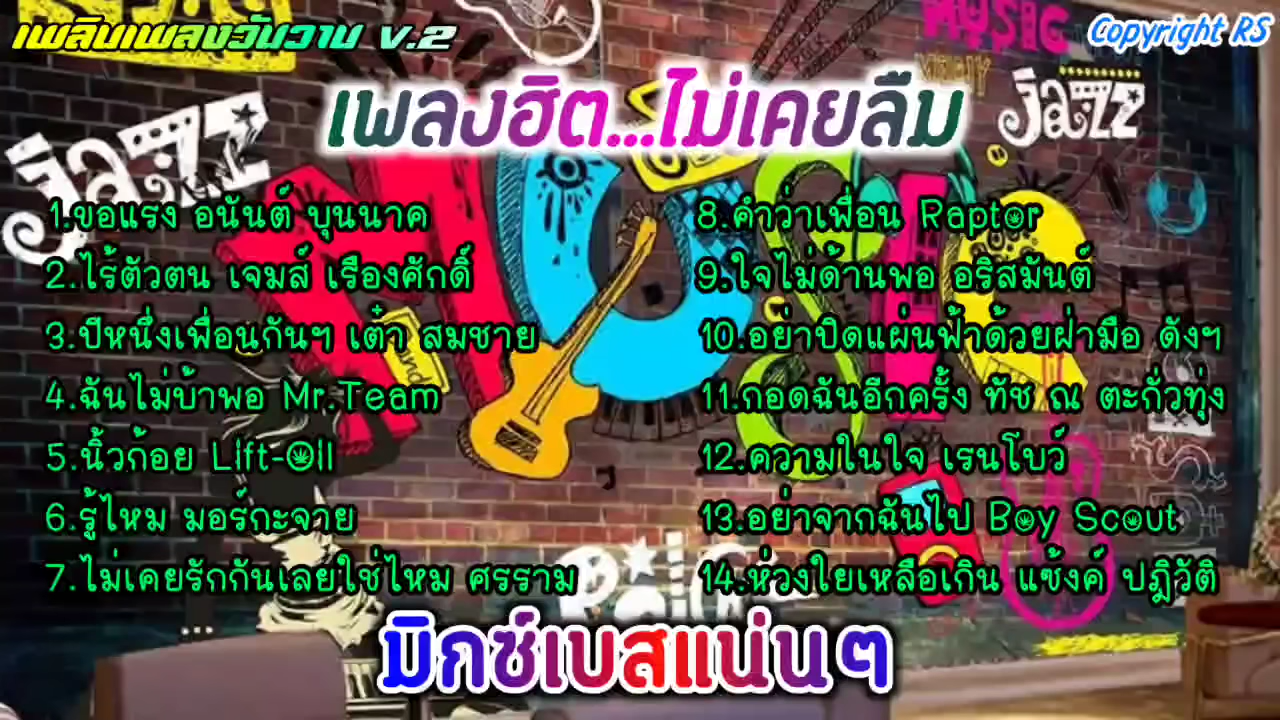 เพลินเพลงวันวาน v.2
Copyright RS
MUSIC
เพลงฮิต...ไม่เคยลืม
jazz
jazz
MUSIC
1.ขอแรง อนันต์ บุนนาค
2.ไร้ตัวตน เจมส์ เรืองศักดิ์
3.ปีหนึ่งเพื่อนกันฯ เต๋า สมชาย
4.ฉันไม่บ้าพอ Mr.Team
5.นิ้วก้อย Lift-Oil
6.รู้ไหม มอร์กะจาย
7.ไม่เคยรักกันเลยใช่ไหม ศรราม
8.คำว่าเพื่อน Raptor
9.ใจไม่ด้านพอ อริสมันต์
10.อย่าปิดแผ่นฟ้าด้วยฝ่ามือ ดังฯ
11.กอดฉันอีกครั้ง ทัช ณ ตะกั่วทุ่ง
12.ความในใจ เรนโบว์
13.อย่าจากฉันไป Boy Scout
14.ห่วงใยเหลือเกิน แซ้งค์ ปฏิวัติ
มิกซ์เบสแน่นๆ